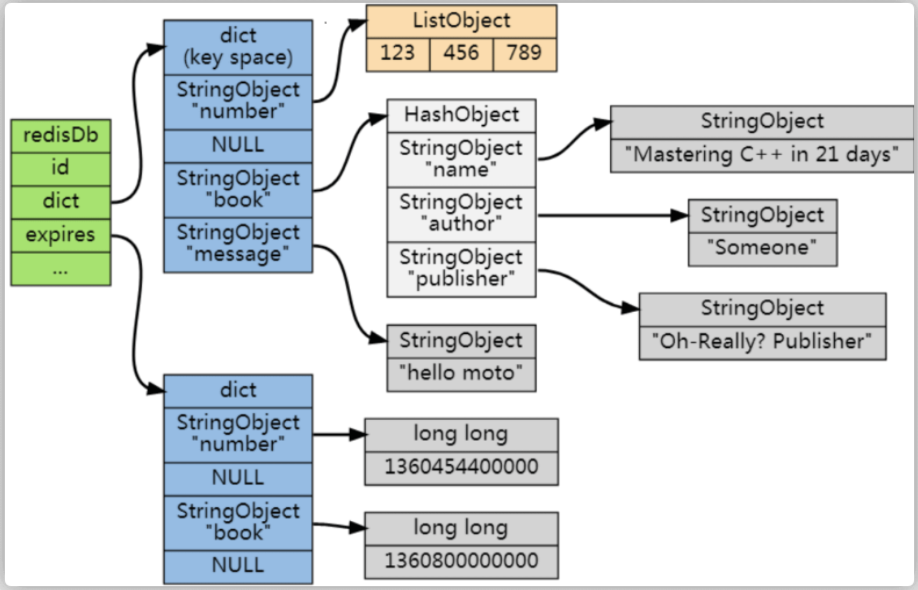 redisDb
id
dict
expires
...
dict
(key space)
StringObject
"number"
NULL
StringObject
"book"
StringObject
"message"
ListObject
123 456 789
HashObject
StringObject
"name"
StringObject
"author"
StringObject
"publisher"
StringObject
"Mastering C++ in 21 days"
StringObject
"Someone"
StringObject
"Oh-Really? Publisher"
StringObject
"hello moto"
dict
StringObject
"number"
NULL
StringObject
"book"
NULL
long long
1360454400000
long long
1360800000000